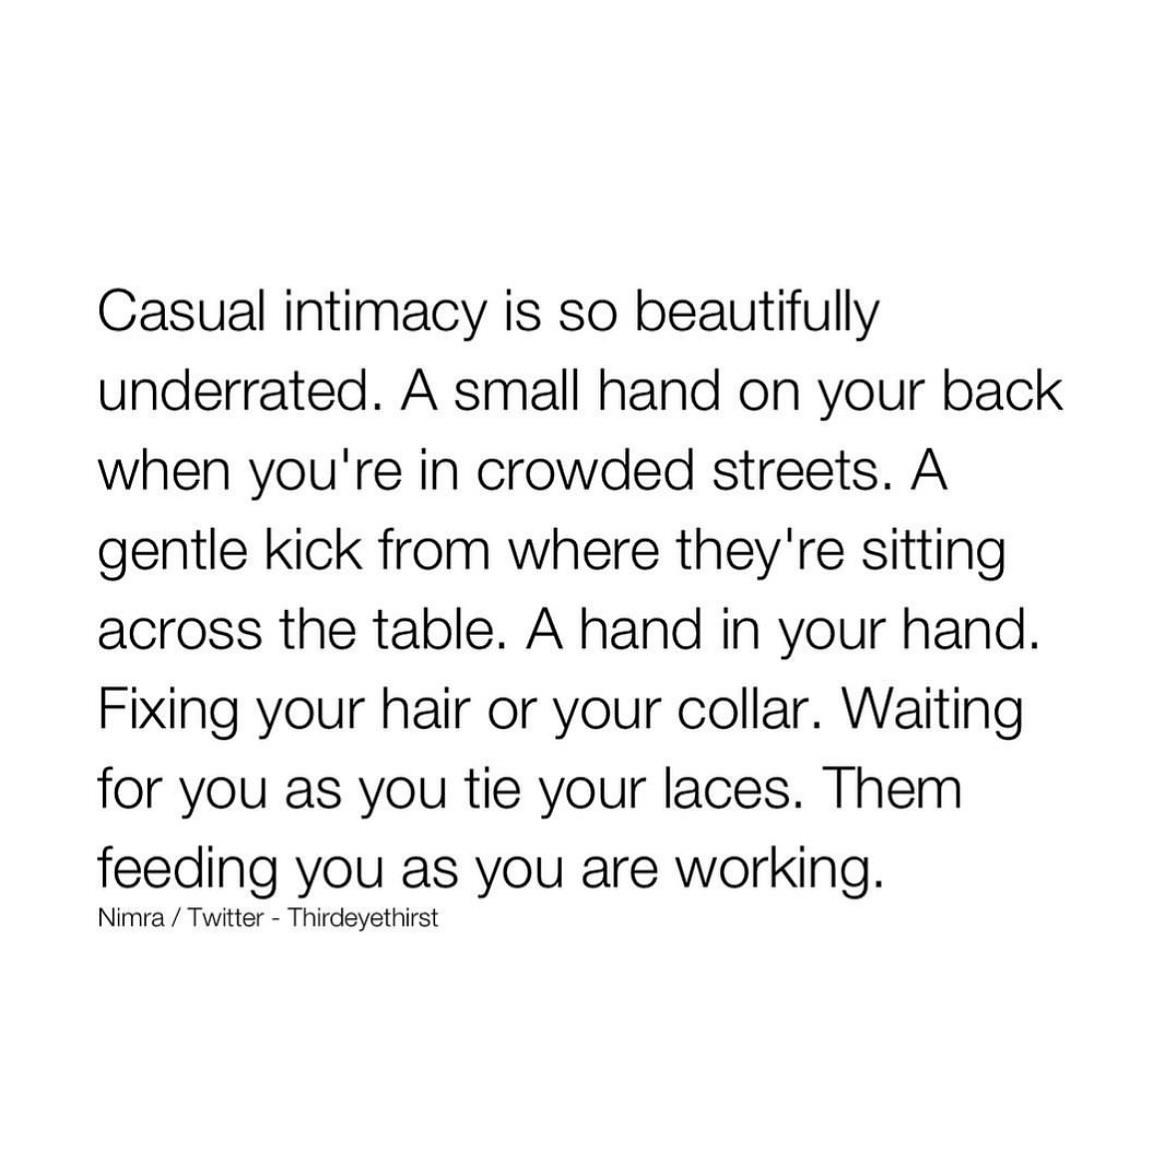 Casual intimacy is so beautifully
underrated. A small hand on your back
when you're in crowded streets. A
gentle kick from where they're sitting
across the table. A hand in your hand.
Fixing your hair or your collar. Waiting
for you as you tie your laces. Them
feeding you as you are working.
Nimra / Twitter - Thirdeyethirst